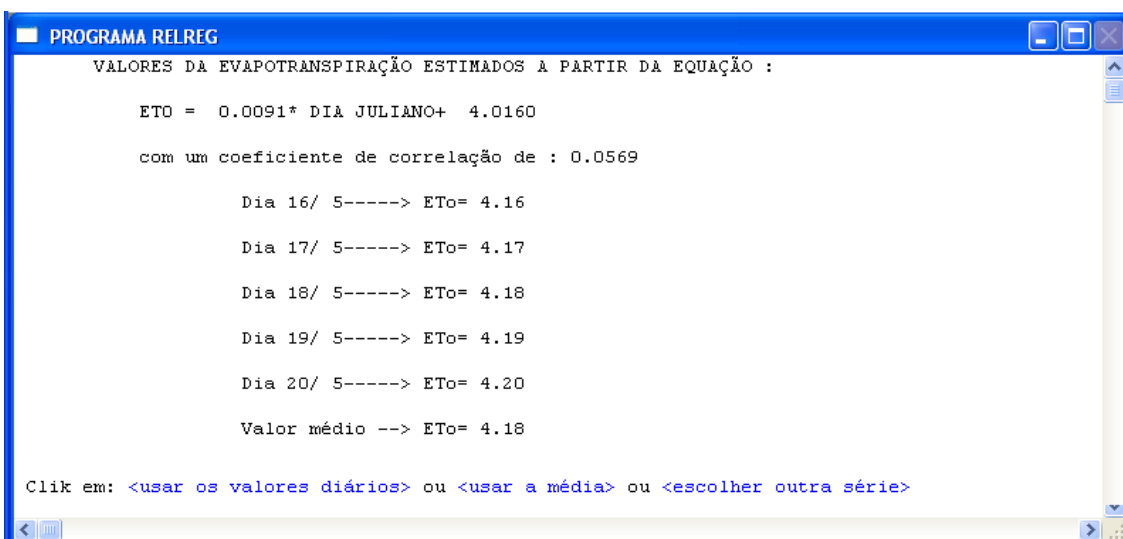 PROGRAMA RELREG
VALORES DA EVAPOTRANSPIRAÇÃO ESTIMADOS A PARTIR DA EQUAÇÃO :
ETO = 0.0091* DIA JULIANO+ 4.0160
com um coeficiente de correlação de : 0.0569
Dia 16/ 5-----> ETo= 4.16
Dia 17/ 5-----> ETo= 4.17
Dia 18/ 5-----> ETo= 4.18
Dia 19/ 5-----> ETo= 4.19
Dia 20/ 5-----> ETo= 4.20
Valor médio --> ETo= 4.18
Clik em: <usar os valores diários> ou <usar a média> ou <escolher outra série>